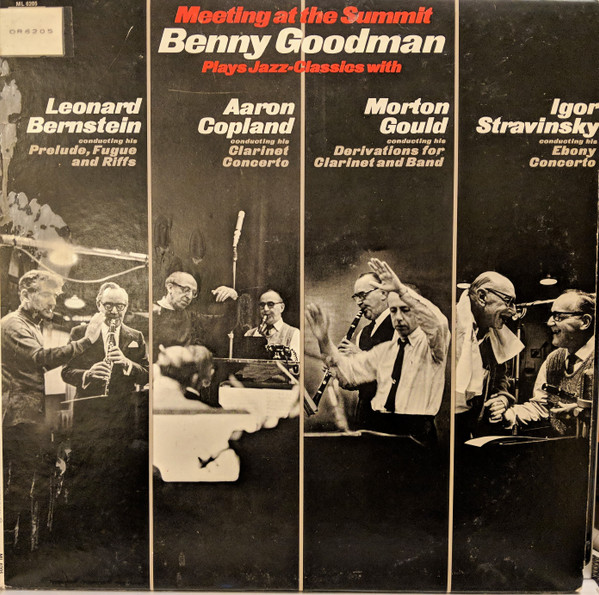 ML 6205
DR6205
Meeting at the Summit
Benny Goodman
Plays Jazz-Classics with
Leonard
Bernstein
conducting his
Prelude, Fugue
and Riffs
Aaron
Copland
conducting his
Clarinet
Concerto
Morton
Gould
conducting his
Derivations for
Clarinet and Band
Igor
Stravinsky
conducting his
Ebony
Concerto